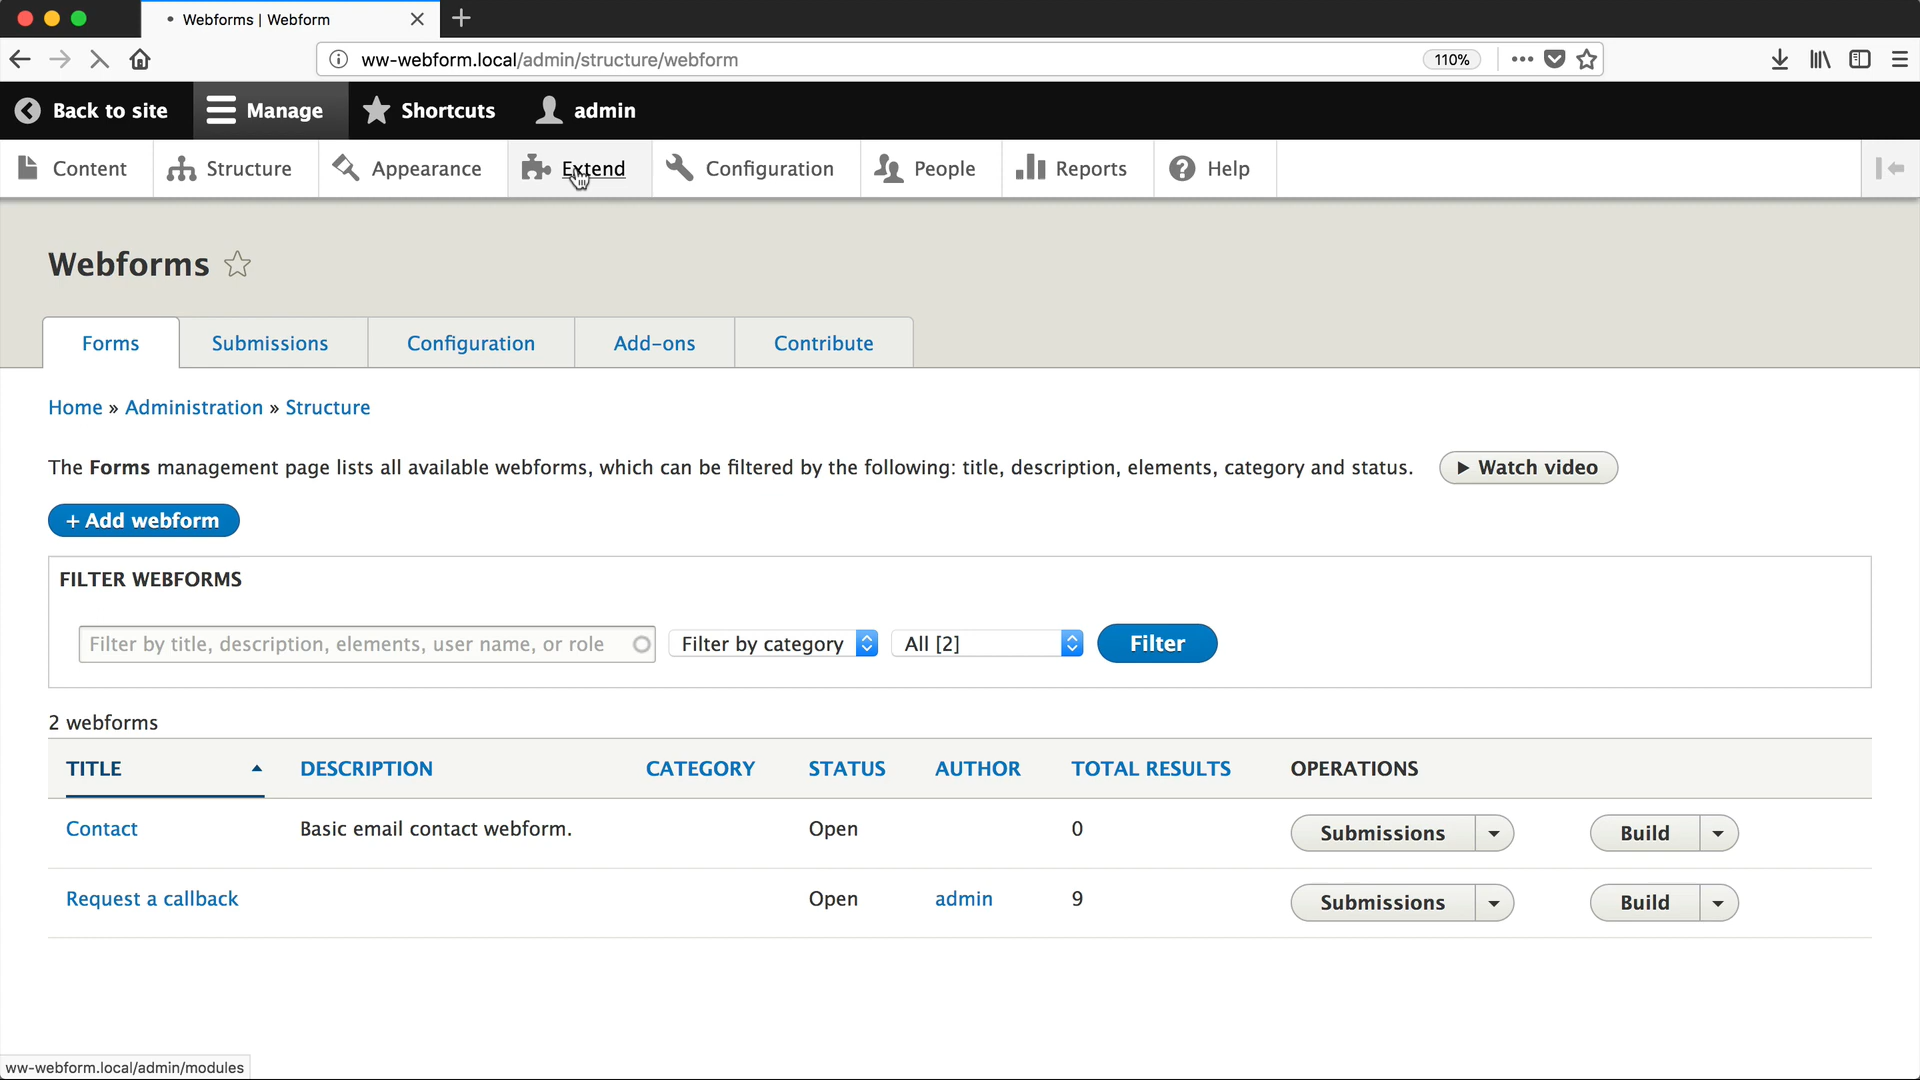 Webforms | Webform
ww-webform.local/admin/structure/webform 110%
Back to site Manage Shortcuts admin
Content Structure Appearance Extend Configuration People Reports Help
Webforms
Forms Submissions Configuration Add-ons Contribute
Home » Administration » Structure
The Forms management page lists all available webforms, which can be filtered by the following: title, description, elements, category and status. Watch video
+ Add webform
FILTER WEBFORMS
Filter by title, description, elements, user name, or role Filter by category All [2] Filter
2 webforms
TITLE DESCRIPTION CATEGORY STATUS AUTHOR TOTAL RESULTS OPERATIONS
Contact Basic email contact webform. Open 0 Submissions Build
Request a callback Open admin 9 Submissions Build
ww-webform.local/admin/modules